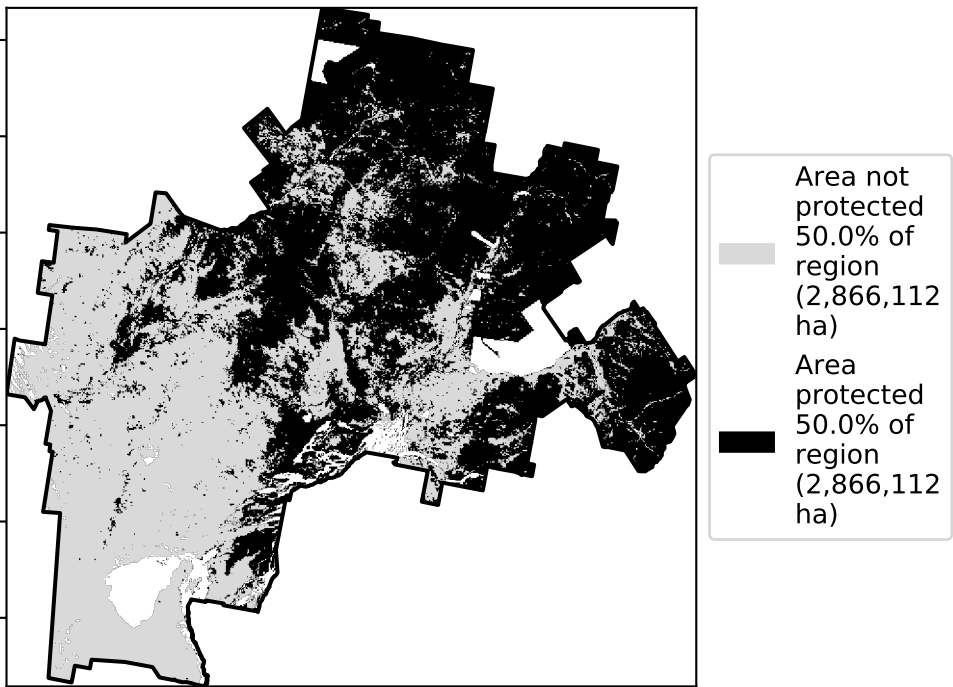 Area not
protected
50.0% of
region
(2,866,112
ha)
Area
protected
50.0% of
region
(2,866,112
ha)